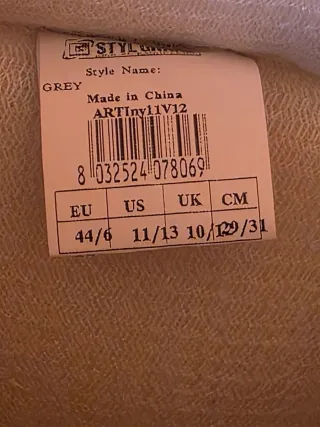 Style Name:
GREY
Made in China
ARTIny11V12
8 032524 078069
EU US UK CM
44/6 11/13 10/12 29/31